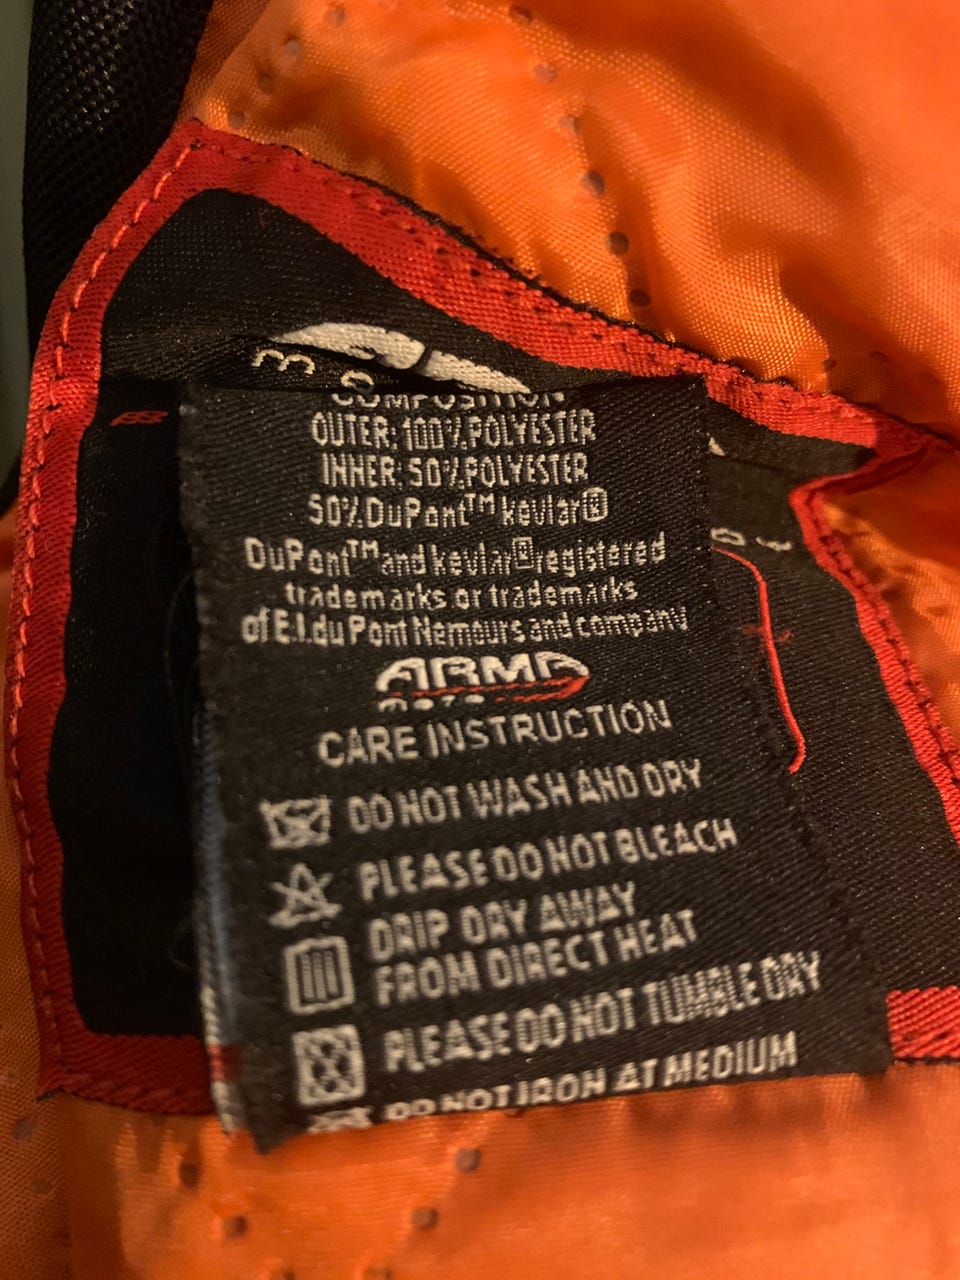 COMPOSITION
OUTER: 100% POLYESTER
INNER: 50% POLYESTER
50% DuPont™ kevlar®
DuPont™ and kevlar® registered
trademarks or trademarks
of E.I.du Pont Nemours and company
ARMR
moto
CARE INSTRUCTION
DO NOT WASH AND DRY
PLEASE DO NOT BLEACH
DRIP DRY AWAY
FROM DIRECT HEAT
PLEASE DO NOT TUMBLE DRY
DO NOT IRON AT MEDIUM